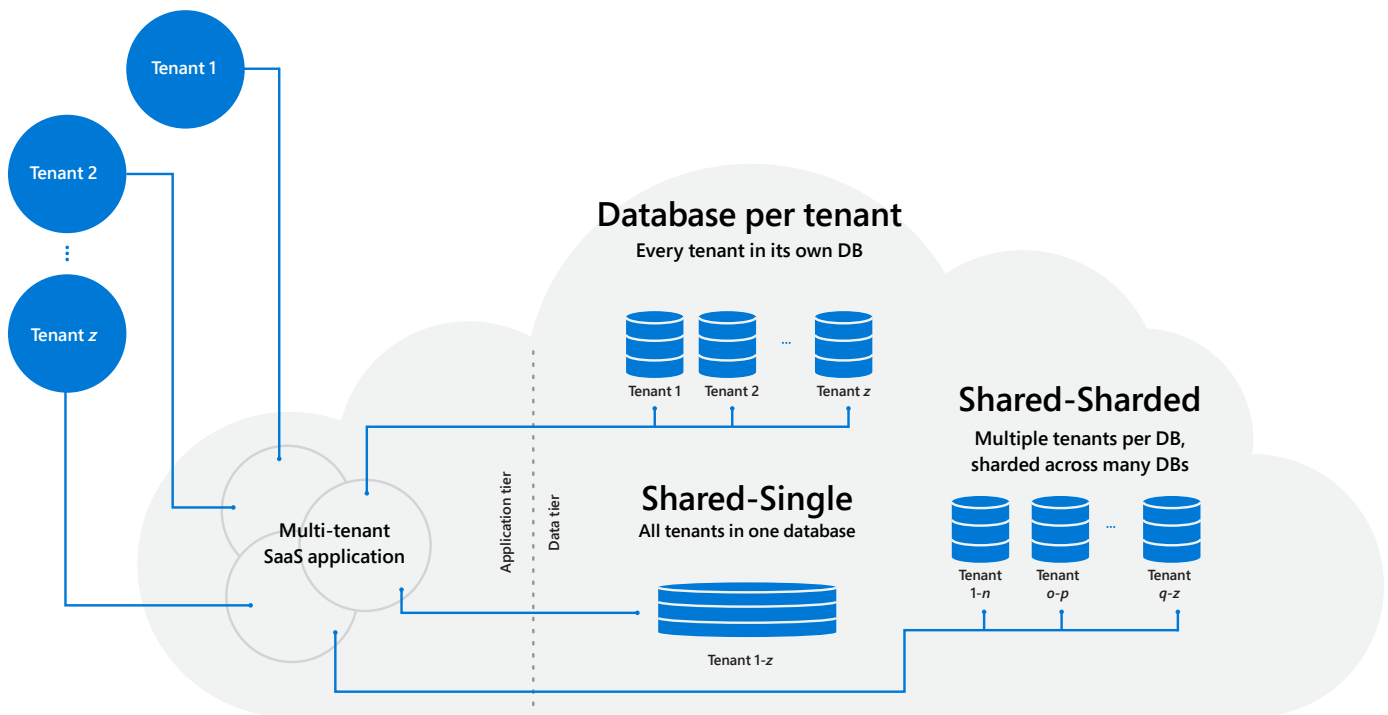 Tenant 1
Tenant 2
Tenant z
Multi-tenant
SaaS application
Application tier
Data tier
Database per tenant
Every tenant in its own DB
...
Tenant 1
Tenant 2
Tenant z
Shared-Single
All tenants in one database
Tenant 1-z
Shared-Sharded
Multiple tenants per DB,
sharded across many DBs
...
Tenant
1-n
Tenant
o-p
Tenant
q-z